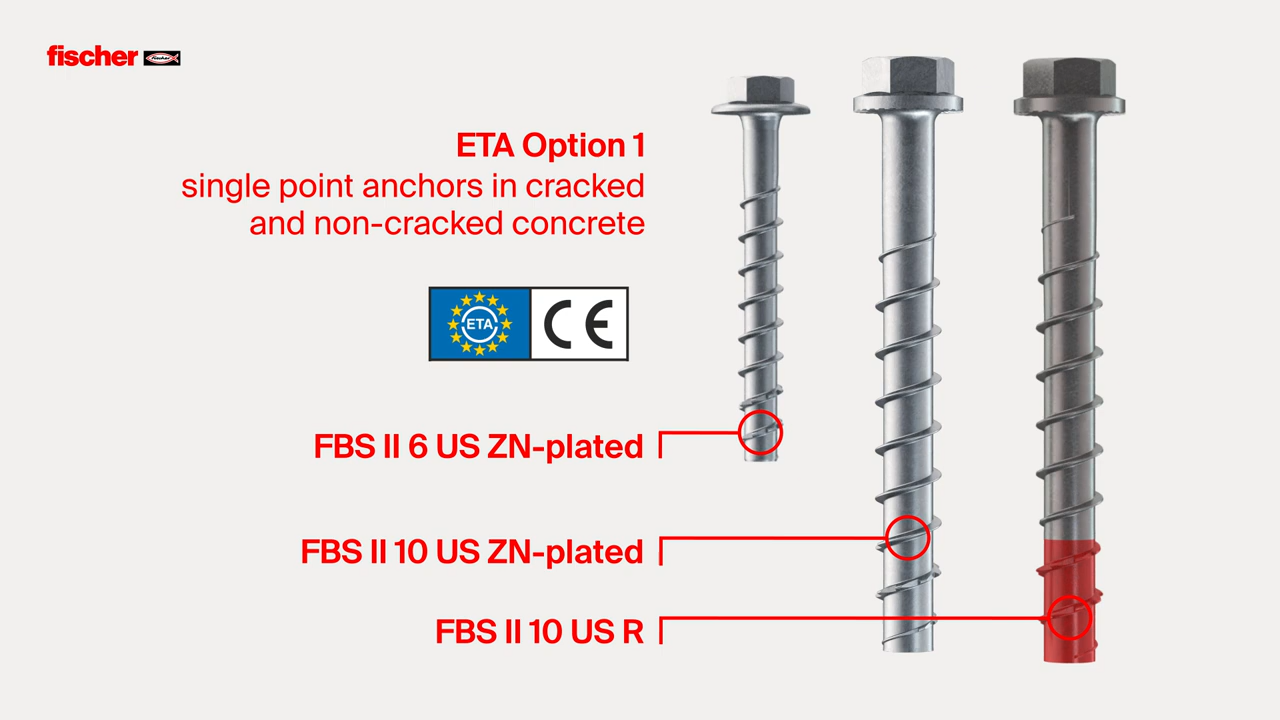 fischer
fischer
ETA Option 1
single point anchors in cracked
and non-cracked concrete
ETA
CE
FBS II 6 US ZN-plated
FBS II 10 US ZN-plated
FBS II 10 US R